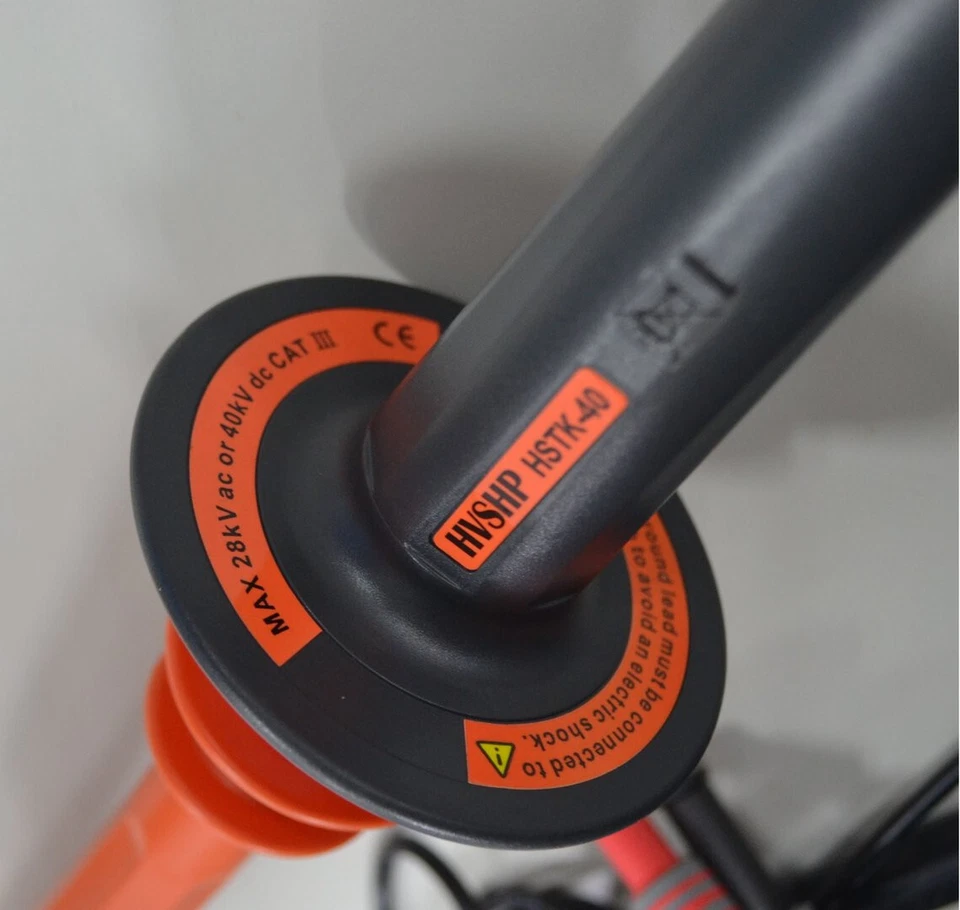 MAX 28kV ac or 40kV dc CAT III CE
HVSHP HSTK-40
lead must be connected to
to avoid an electric shock.